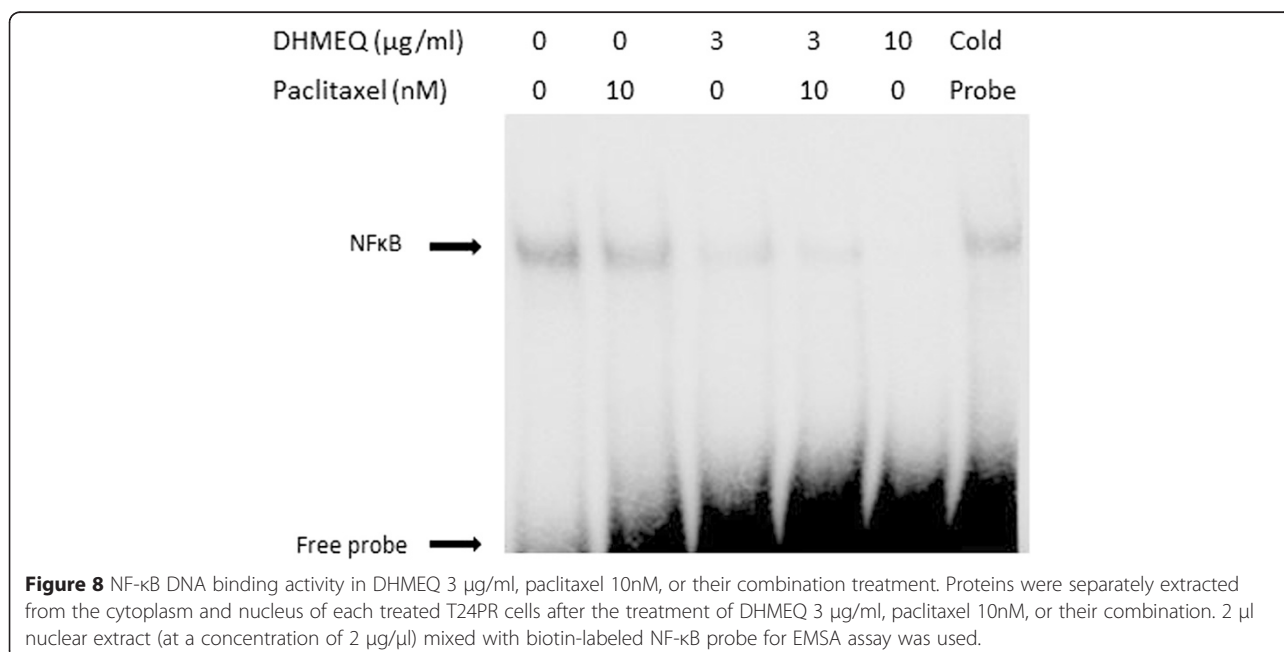 DHMEQ (µg/ml) 0 0 3 3 10 Cold
Paclitaxel (nM) 0 10 0 10 0 Probe
NFκB
Free probe
Figure 8 NF-κB DNA binding activity in DHMEQ 3 µg/ml, paclitaxel 10nM, or their combination treatment. Proteins were separately extracted
from the cytoplasm and nucleus of each treated T24PR cells after the treatment of DHMEQ 3 µg/ml, paclitaxel 10nM, or their combination. 2 µl
nuclear extract (at a concentration of 2 µg/µl) mixed with biotin-labeled NF-κB probe for EMSA assay was used.